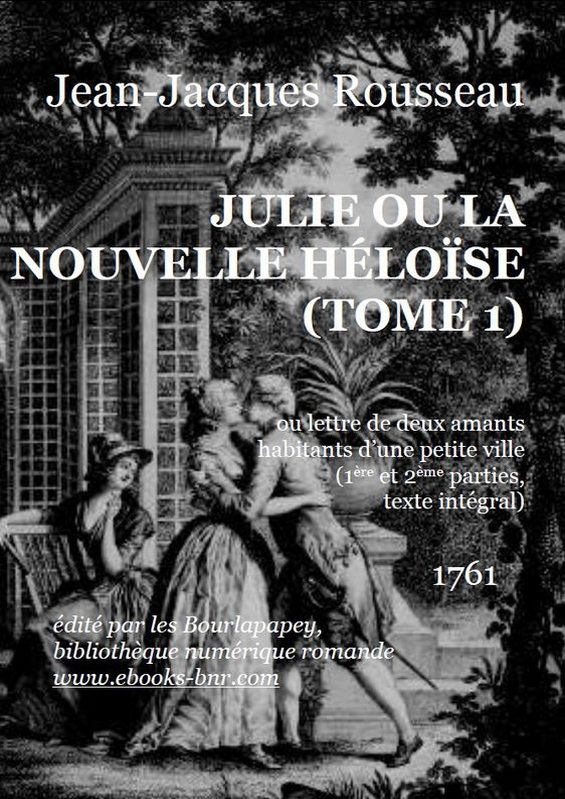 Jean-Jacques Rousseau
JULIE OU LA
NOUVELLE HÉLOÏSE
(TOME 1)
ou lettre de deux amants
habitants d’une petite ville
(1ère et 2ème parties,
texte intégral)
1761
édité par les Bourlapapey,
bibliothèque numérique romande
www.ebooks-bnr.com